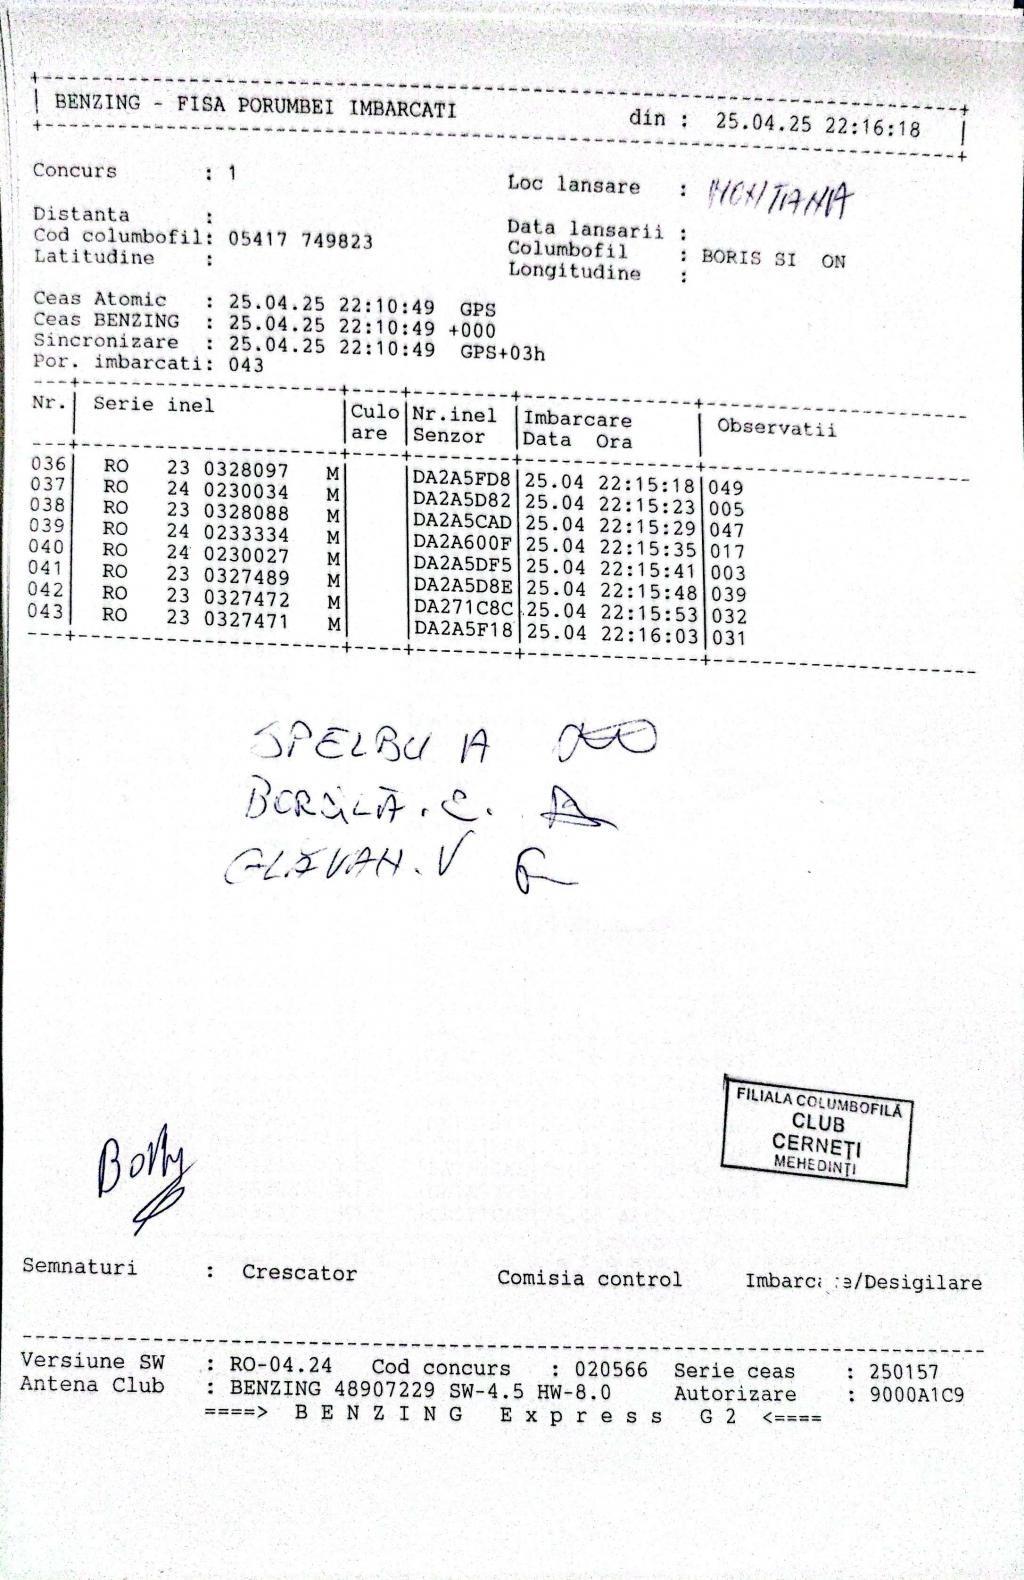 BENZING - FISA PORUMBEI IMBARCATI din : 25.04.25 22:16:18
Concurs : 1 Loc lansare :
Distanta : Data lansarii :
Cod columbofil: 05417 749823 Columbofil : BORIS SI ON
Latitudine : Longitudine :
Ceas Atomic : 25.04.25 22:10:49 GPS
Ceas BENZING : 25.04.25 22:10:49 +000
Sincronizare : 25.04.25 22:10:49 GPS+03h
Por. imbarcati: 043
Nr. Serie inel Culo Nr.inel Imbarcare Observatii
are Senzor Data Ora
036 RO 23 0328097 M DA2A5FD8 25.04 22:15:18 049
037 RO 24 0230034 M DA2A5D82 25.04 22:15:23 005
038 RO 23 0328088 M DA2A5CAD 25.04 22:15:29 047
039 RO 24 0233334 M DA2A600F 25.04 22:15:35 017
040 RO 24 0230027 M DA2A5DF5 25.04 22:15:41 003
041 RO 23 0327489 M DA2A5D8E 25.04 22:15:48 039
042 RO 23 0327472 M DA271C8C 25.04 22:15:53 032
043 RO 23 0327471 M DA2A5F18 25.04 22:16:03 031
SPELBU A
V
FILIALA COLUMBOFILĂ
CLUB
CERNEȚI
MEHEDINȚI
Semnaturi : Crescator Comisia control /Desigilare
Versiune SW : RO-04.24 Cod concurs : 020566 Serie ceas : 250157
Antena Club : BENZING 48907229 SW-4.5 HW-8.0 Autorizare : 9000A1C9
====> B E N Z I N G E x p r e s s G 2 <====